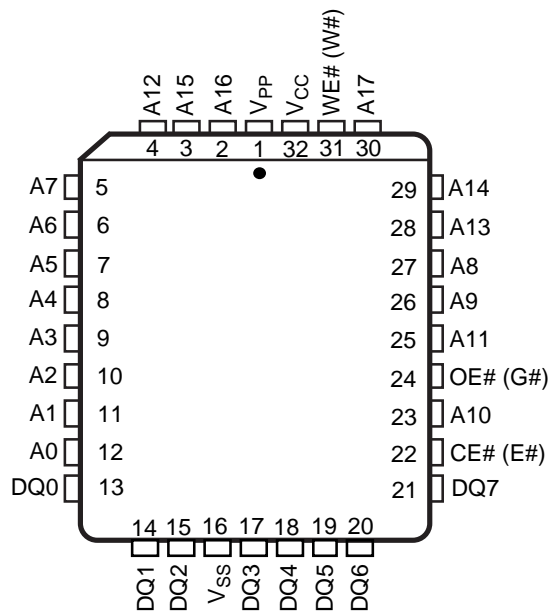 A12 A15 A16 VPP VCC WE# (W#) A17
4 3 2 1 32 31 30
A7 5 29 A14
A6 6 28 A13
A5 7 27 A8
A4 8 26 A9
A3 9 25 A11
A2 10 24 OE# (G#)
A1 11 23 A10
A0 12 22 CE# (E#)
DQ0 13 21 DQ7
14 15 16 17 18 19 20
DQ1 DQ2 VSS DQ3 DQ4 DQ5 DQ6